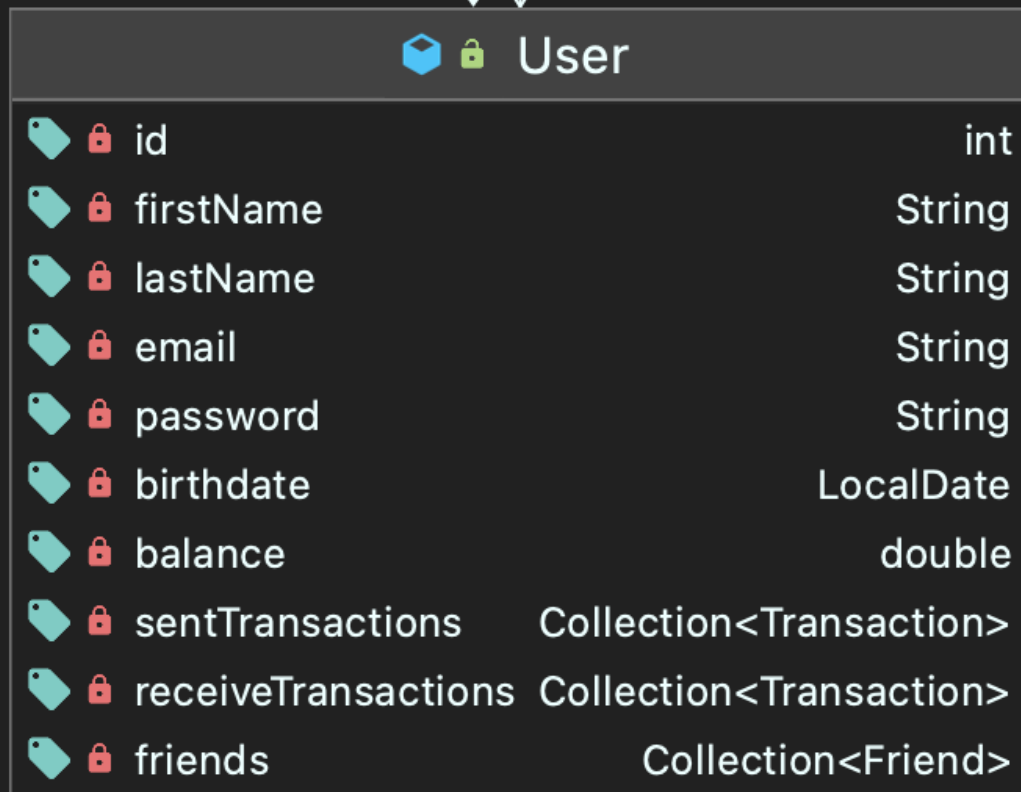 User
id int
firstName String
lastName String
email String
password String
birthdate LocalDate
balance double
sentTransactions Collection<Transaction>
receiveTransactions Collection<Transaction>
friends Collection<Friend>